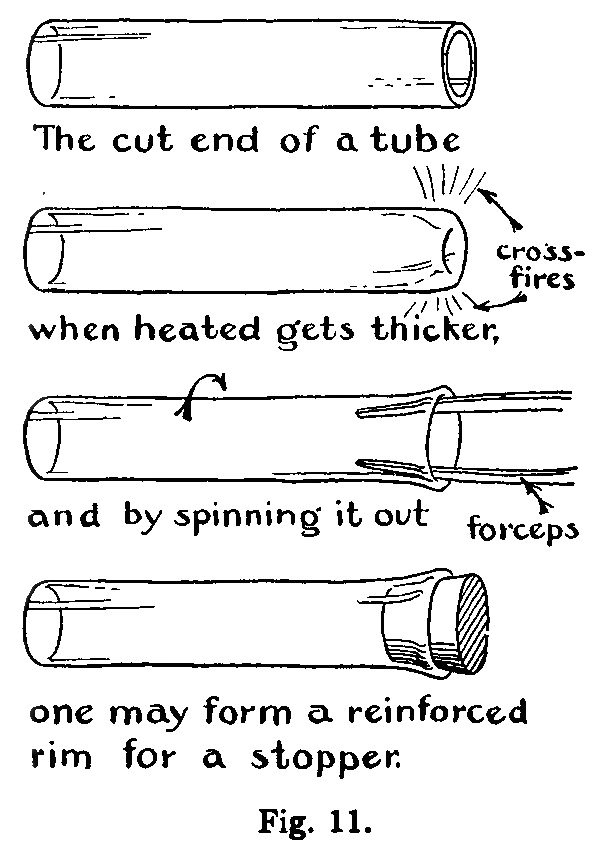 The cut end of a tube
cross-
fires
when heated gets thicker,
and by spinning it out
forceps
one may form a reinforced
rim for a stopper.
Fig. 11.